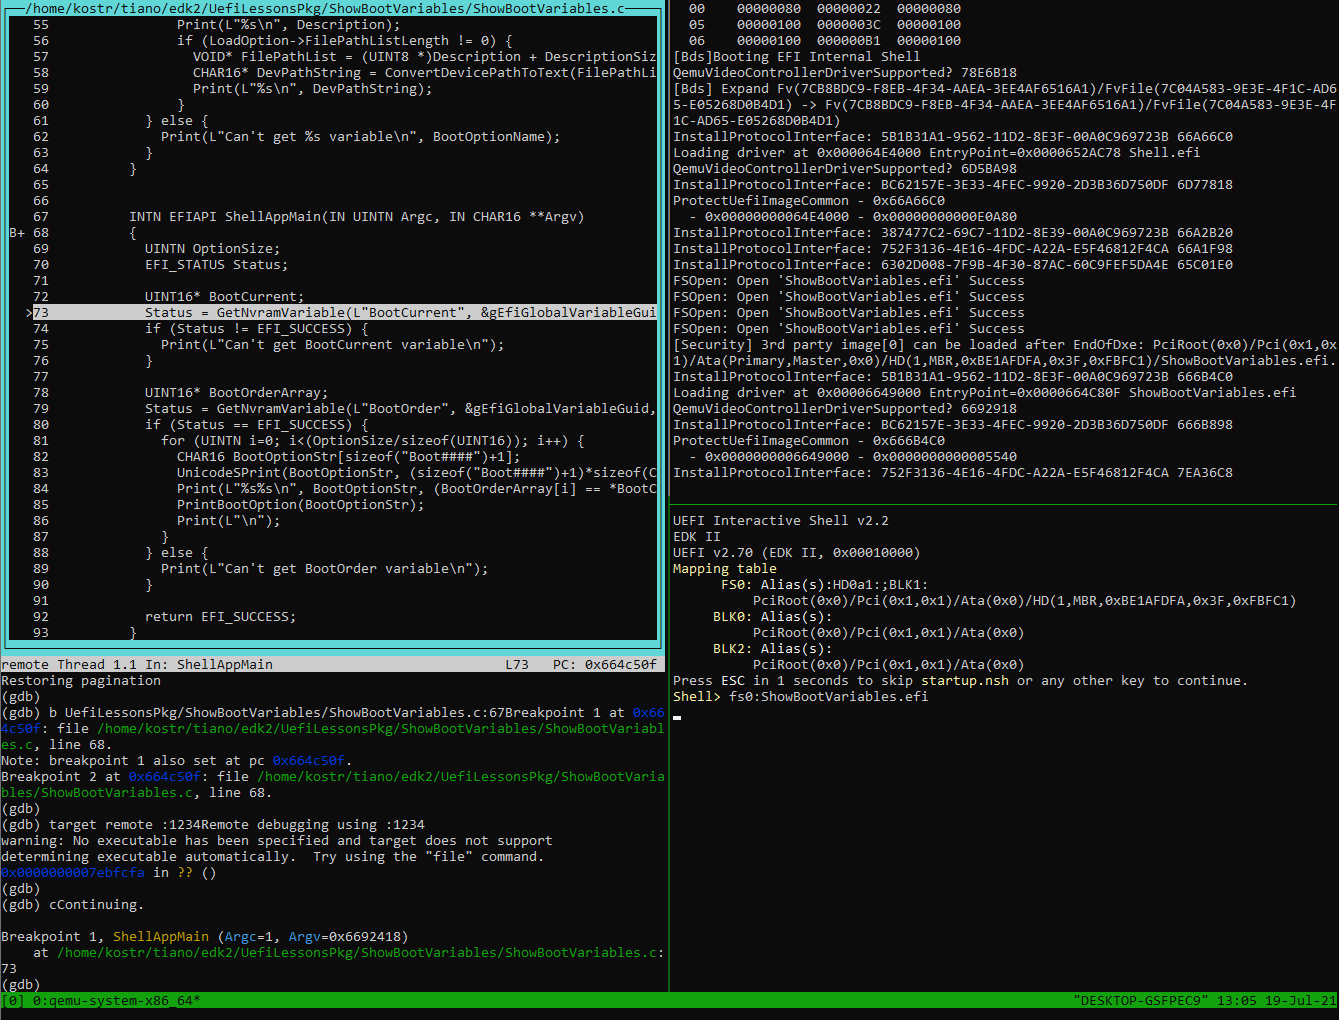 /home/kostr/tiano/edk2/UefiLessonsPkg/ShowBootVariables/ShowBootVariables.c
55 Print(L"%s\n", Description);
56 if (LoadOption->FilePathListLength != 0) {
57 VOID* FilePathList = (UINT8 *)Description + DescriptionSiz
58 CHAR16* DevPathString = ConvertDevicePathToText(FilePathLi
59 Print(L"%s\n", DevPathString);
60 }
61 } else {
62 Print(L"Can't get %s variable\n", BootOptionName);
63 }
64 }
65
66
67 INTN EFIAPI ShellAppMain(IN UINTN Argc, IN CHAR16 **Argv)
B+ 68 {
69 UINTN OptionSize;
70 EFI_STATUS Status;
71
72 UINT16* BootCurrent;
>73 Status = GetNvramVariable(L"BootCurrent", &gEfiGlobalVariableGui
74 if (Status != EFI_SUCCESS) {
75 Print(L"Can't get BootCurrent variable\n");
76 }
77
78 UINT16* BootOrderArray;
79 Status = GetNvramVariable(L"BootOrder", &gEfiGlobalVariableGuid,
80 if (Status == EFI_SUCCESS) {
81 for (UINTN i=0; i<(OptionSize/sizeof(UINT16)); i++) {
82 CHAR16 BootOptionStr[sizeof("Boot####")+1];
83 UnicodeSPrint(BootOptionStr, (sizeof("Boot####")+1)*sizeof(C
84 Print(L"%s%s\n", BootOptionStr, (BootOrderArray[i] == *BootC
85 PrintBootOption(BootOptionStr);
86 Print(L"\n");
87 }
88 } else {
89 Print(L"Can't get BootOrder variable\n");
90 }
91
92 return EFI_SUCCESS;
93 }
remote Thread 1.1 In: ShellAppMain L73 PC: 0x664c50f
Restoring pagination
(gdb)
(gdb) b UefiLessonsPkg/ShowBootVariables/ShowBootVariables.c:67Breakpoint 1 at 0x66
4c50f: file /home/kostr/tiano/edk2/UefiLessonsPkg/ShowBootVariables/ShowBootVariabl
es.c, line 68.
Note: breakpoint 1 also set at pc 0x664c50f.
Breakpoint 2 at 0x664c50f: file /home/kostr/tiano/edk2/UefiLessonsPkg/ShowBootVaria
bles/ShowBootVariables.c, line 68.
(gdb)
(gdb) target remote :1234Remote debugging using :1234
warning: No executable has been specified and target does not support
determining executable automatically.  Try using the "file" command.
0x0000000007ebfcfa in ?? ()
(gdb)
(gdb) cContinuing.

Breakpoint 1, ShellAppMain (Argc=1, Argv=0x6692418)
at /home/kostr/tiano/edk2/UefiLessonsPkg/ShowBootVariables/ShowBootVariables.c:
73
(gdb)
00 00000080 00000022 00000080
05 00000100 0000003C 00000100
06 00000100 000000B1 00000100
[Bds]Booting EFI Internal Shell
QemuVideoControllerDriverSupported? 78E6B18
[Bds] Expand Fv(7CB8BDC9-F8EB-4F34-AAEA-3EE4AF6516A1)/FvFile(7C04A583-9E3E-4F1C-AD6
5-E05268D0B4D1) -> Fv(7CB8BDC9-F8EB-4F34-AAEA-3EE4AF6516A1)/FvFile(7C04A583-9E3E-4F
1C-AD65-E05268D0B4D1)
InstallProtocolInterface: 5B1B31A1-9562-11D2-8E3F-00A0C969723B 66A66C0
Loading driver at 0x000064E4000 EntryPoint=0x0000652AC78 Shell.efi
QemuVideoControllerDriverSupported? 6D5BA98
InstallProtocolInterface: BC62157E-3E33-4FEC-9920-2D3B36D750DF 6D77818
ProtectUefiImageCommon - 0x66A66C0
- 0x00000000064E4000 - 0x00000000000E0A80
InstallProtocolInterface: 387477C2-69C7-11D2-8E39-00A0C969723B 66A2B20
InstallProtocolInterface: 752F3136-4E16-4FDC-A22A-E5F46812F4CA 66A1F98
InstallProtocolInterface: 6302D008-7F9B-4F30-87AC-60C9FEF5DA4E 65C01E0
FSOpen: Open 'ShowBootVariables.efi' Success
FSOpen: Open 'ShowBootVariables.efi' Success
FSOpen: Open 'ShowBootVariables.efi' Success
FSOpen: Open 'ShowBootVariables.efi' Success
[Security] 3rd party image[0] can be loaded after EndOfDxe: PciRoot(0x0)/Pci(0x1,0x
1)/Ata(Primary,Master,0x0)/HD(1,MBR,0xBE1AFDFA,0x3F,0xFBFC1)/ShowBootVariables.efi.
InstallProtocolInterface: 5B1B31A1-9562-11D2-8E3F-00A0C969723B 666B4C0
Loading driver at 0x00006649000 EntryPoint=0x0000664C80F ShowBootVariables.efi
QemuVideoControllerDriverSupported? 6692918
InstallProtocolInterface: BC62157E-3E33-4FEC-9920-2D3B36D750DF 666B898
ProtectUefiImageCommon - 0x666B4C0
- 0x0000000006649000 - 0x0000000000005540
InstallProtocolInterface: 752F3136-4E16-4FDC-A22A-E5F46812F4CA 7EA36C8
UEFI Interactive Shell v2.2
EDK II
UEFI v2.70 (EDK II, 0x00010000)
Mapping table
FS0: Alias(s):HD0a1:;BLK1:
PciRoot(0x0)/Pci(0x1,0x1)/Ata(0x0)/HD(1,MBR,0xBE1AFDFA,0x3F,0xFBFC1)
BLK0: Alias(s):
PciRoot(0x0)/Pci(0x1,0x1)/Ata(0x0)
BLK2: Alias(s):
PciRoot(0x0)/Pci(0x1,0x1)/Ata(0x0)
Press ESC in 1 seconds to skip startup.nsh or any other key to continue.
Shell> fs0:ShowBootVariables.efi
[0] 0:qemu-system-x86_64* "DESKTOP-GSFPEC9" 13:05 19-Jul-21